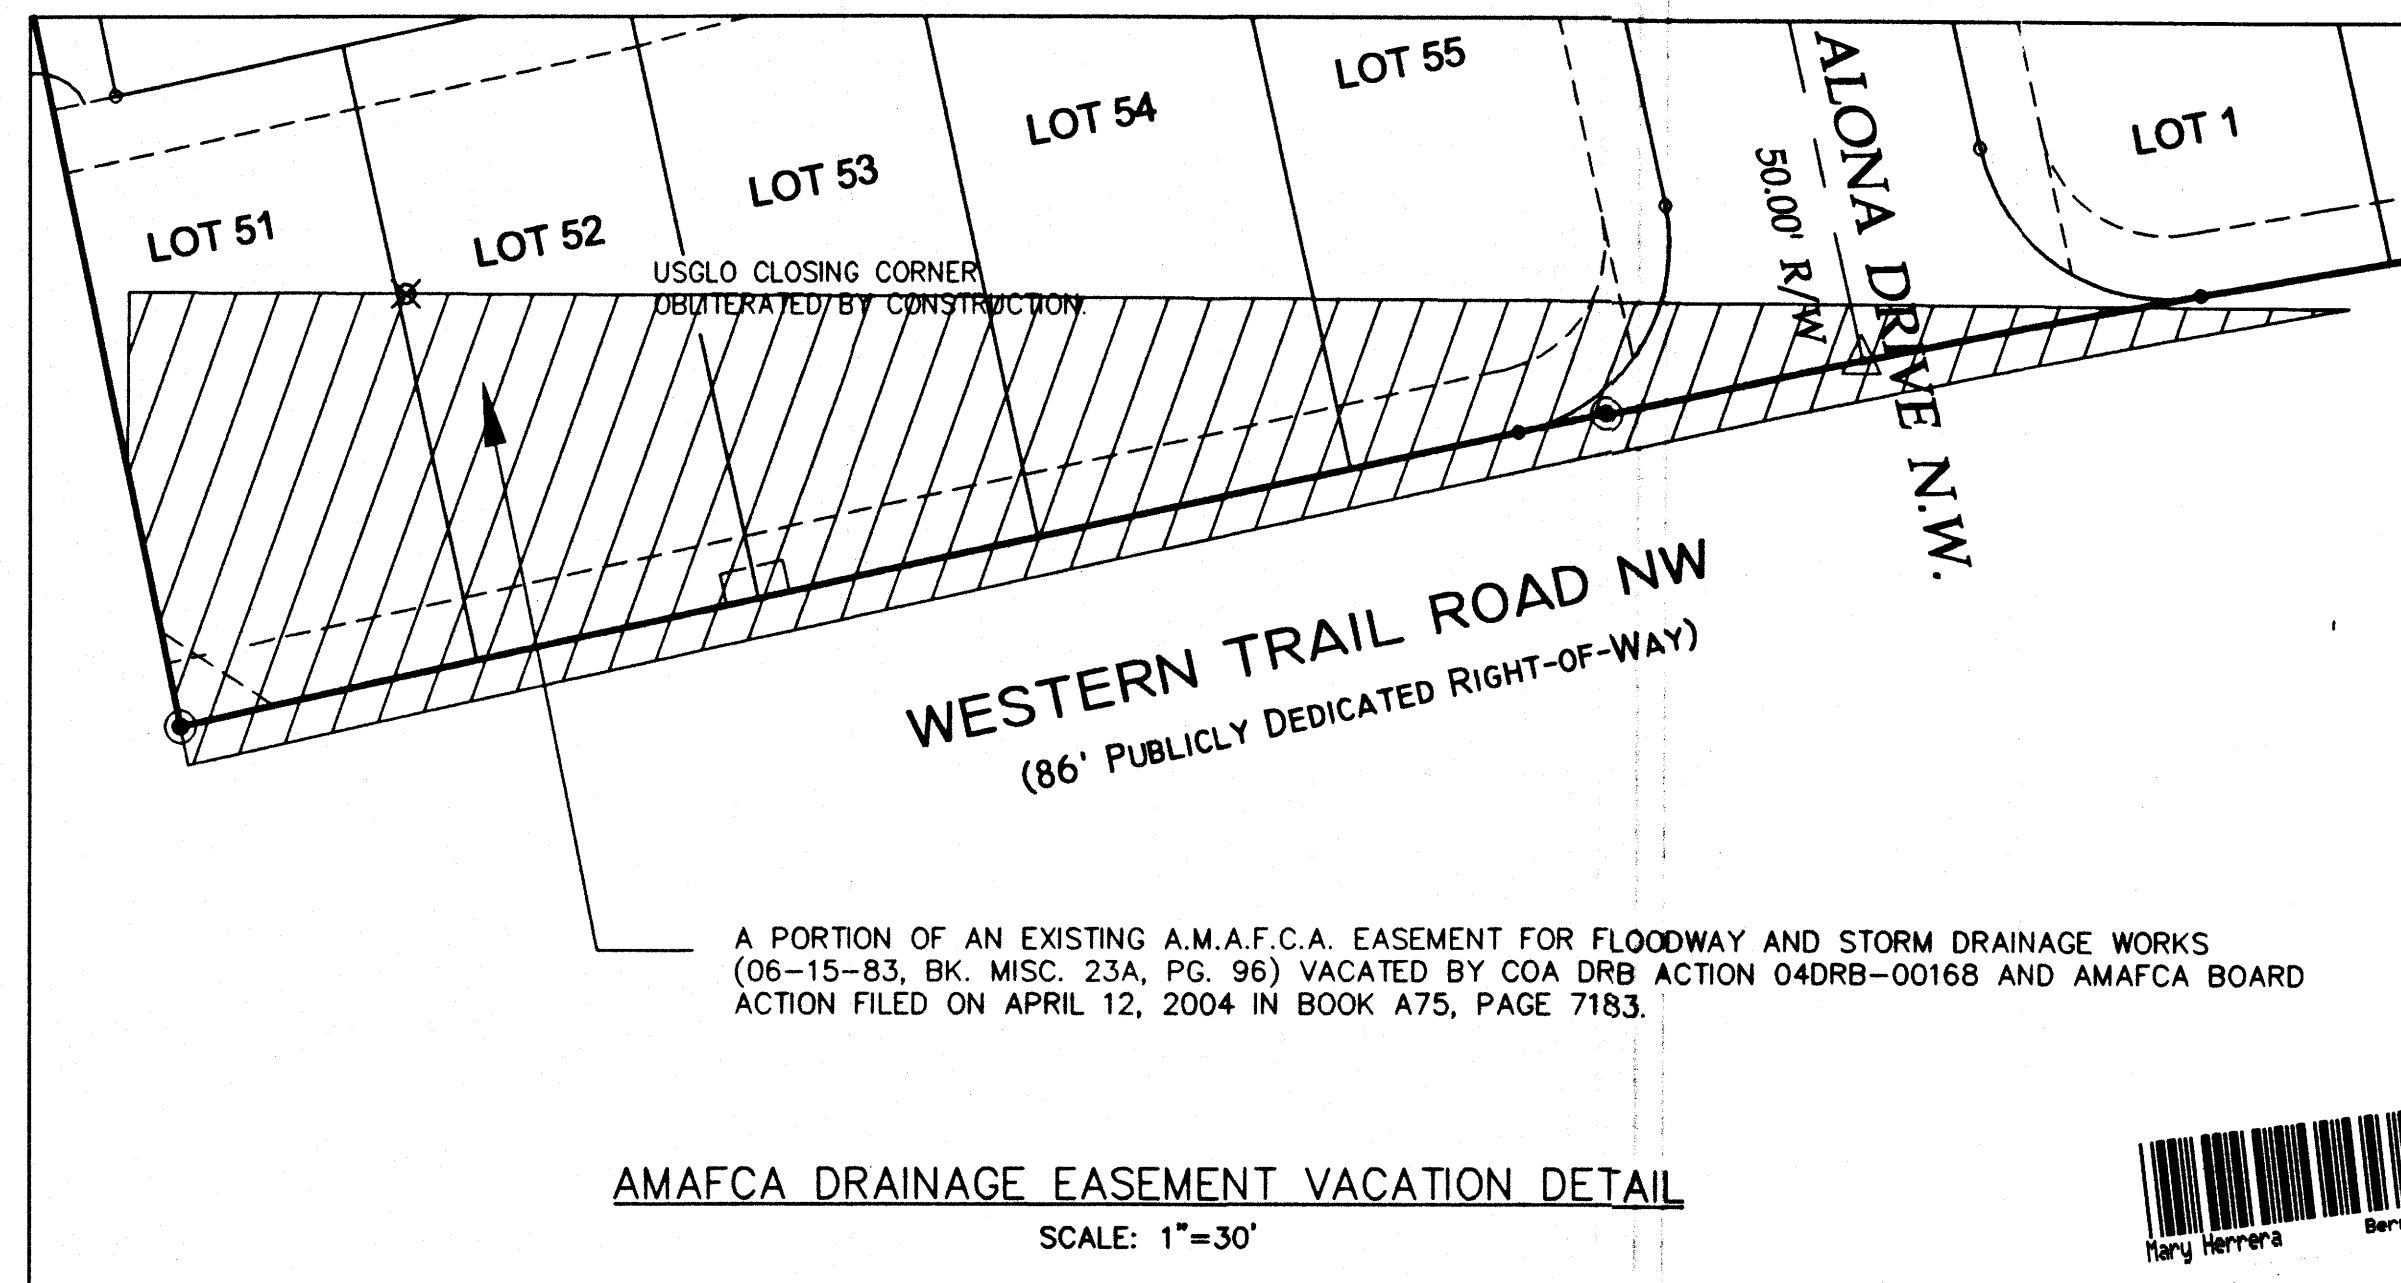 LOT 51
LOT 52
LOT 53
LOT 54
LOT 55
LOT 1
ALONA DRIVE N.W.
50.00' R/W
USGLO CLOSING CORNER
OBLITERATED BY CONSTRUCTION.
WESTERN TRAIL ROAD NW
(86' PUBLICLY DEDICATED RIGHT-OF-WAY)
A PORTION OF AN EXISTING A.M.A.F.C.A. EASEMENT FOR FLOODWAY AND STORM DRAINAGE WORKS
(06-15-83, BK. MISC. 23A, PG. 96) VACATED BY COA DRB ACTION 04DRB-00168 AND AMAFCA BOARD
ACTION FILED ON APRIL 12, 2004 IN BOOK A75, PAGE 7183.
AMAFCA DRAINAGE EASEMENT VACATION DETAIL
SCALE: 1"=30'
Mary Herrera